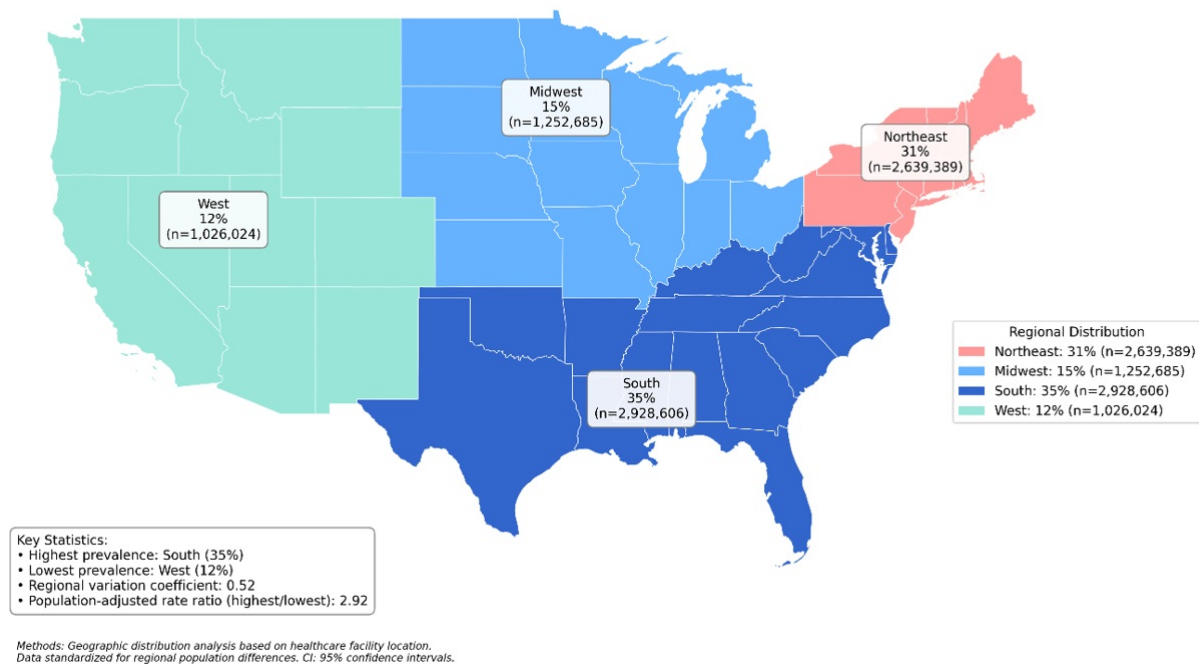 Midwest
15%
(n=1,252,685)
Northeast
31%
(n=2,639,389)
West
12%
(n=1,026,024)
South
35%
(n=2,928,606)
Regional Distribution
Northeast: 31% (n=2,639,389)
Midwest: 15% (n=1,252,685)
South: 35% (n=2,928,606)
West: 12% (n=1,026,024)
Key Statistics:
• Highest prevalence: South (35%)
• Lowest prevalence: West (12%)
• Regional variation coefficient: 0.52
• Population-adjusted rate ratio (highest/lowest): 2.92
Methods: Geographic distribution analysis based on healthcare facility location.
Data standardized for regional population differences. CI: 95% confidence intervals.